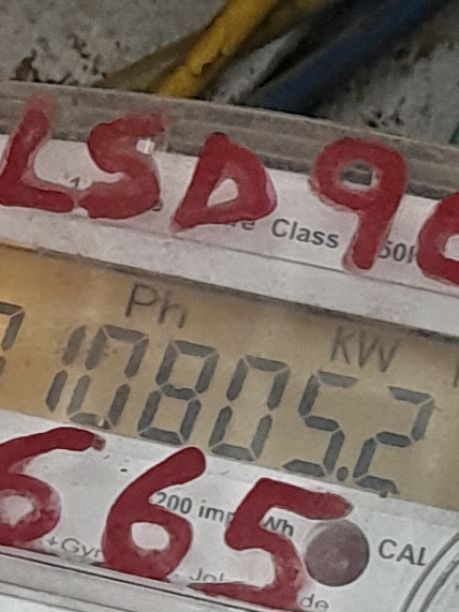 LSD9
Class
Ph
KW
10805.2
665
200 imp
Wh
CAL